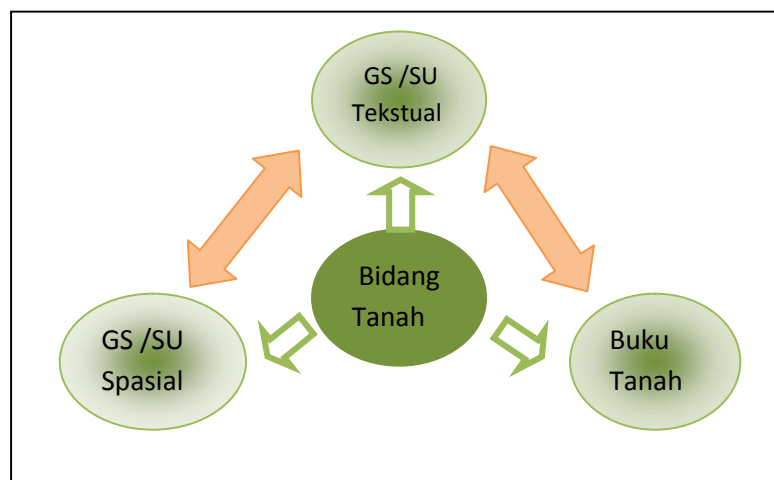 GS /SU
Tekstual
Bidang
Tanah
GS /SU
Spasial
Buku
Tanah